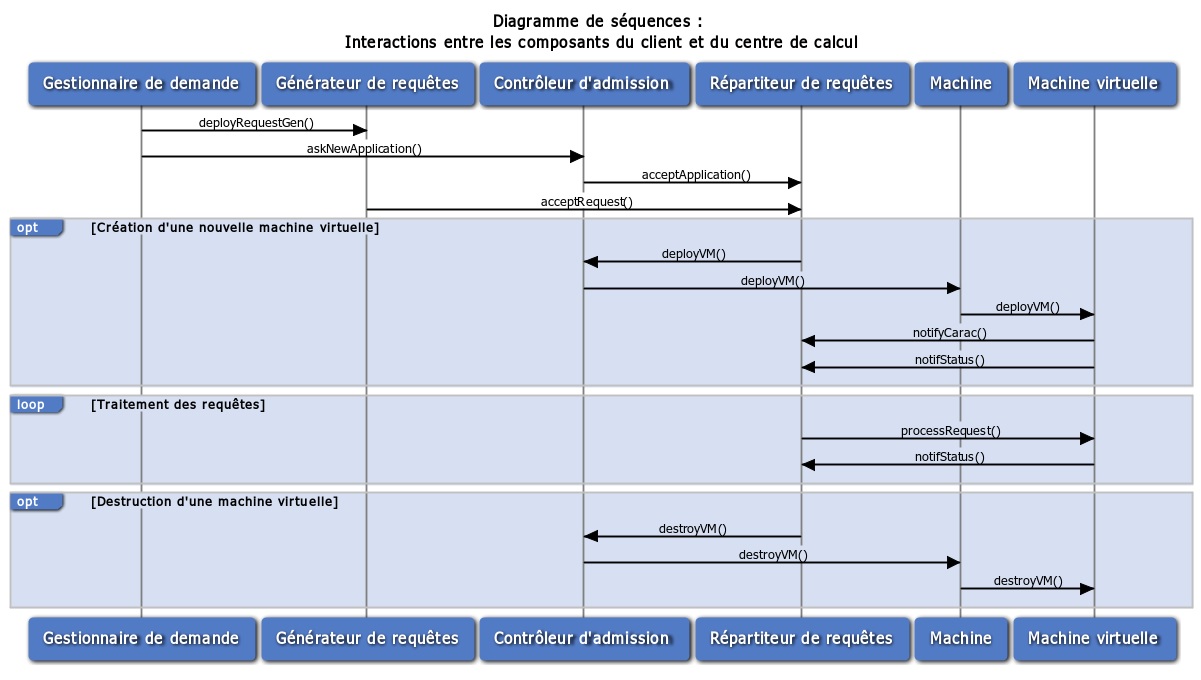 Diagramme de séquences :
Interactions entre les composants du client et du centre de calcul
Gestionnaire de demande
Générateur de requêtes
Contrôleur d'admission
Répartiteur de requêtes
Machine
Machine virtuelle
deployRequestGen()
askNewApplication()
acceptApplication()
acceptRequest()
opt
[Création d'une nouvelle machine virtuelle]
deployVM()
deployVM()
deployVM()
notifyCarac()
notifStatus()
loop
[Traitement des requêtes]
processRequest()
notifStatus()
opt
[Destruction d'une machine virtuelle]
destroyVM()
destroyVM()
destroyVM()
Gestionnaire de demande
Générateur de requêtes
Contrôleur d'admission
Répartiteur de requêtes
Machine
Machine virtuelle